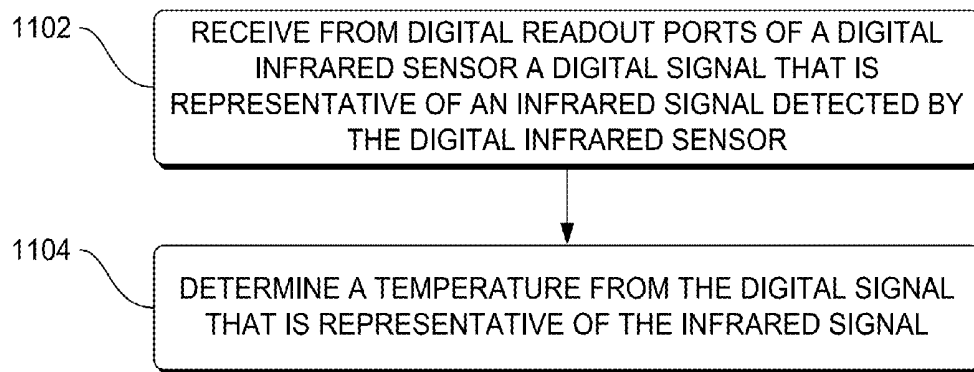 1102
RECEIVE FROM DIGITAL READOUT PORTS OF A DIGITAL
INFRARED SENSOR A DIGITAL SIGNAL THAT IS
REPRESENTATIVE OF AN INFRARED SIGNAL DETECTED BY
THE DIGITAL INFRARED SENSOR
1104
DETERMINE A TEMPERATURE FROM THE DIGITAL SIGNAL
THAT IS REPRESENTATIVE OF THE INFRARED SIGNAL